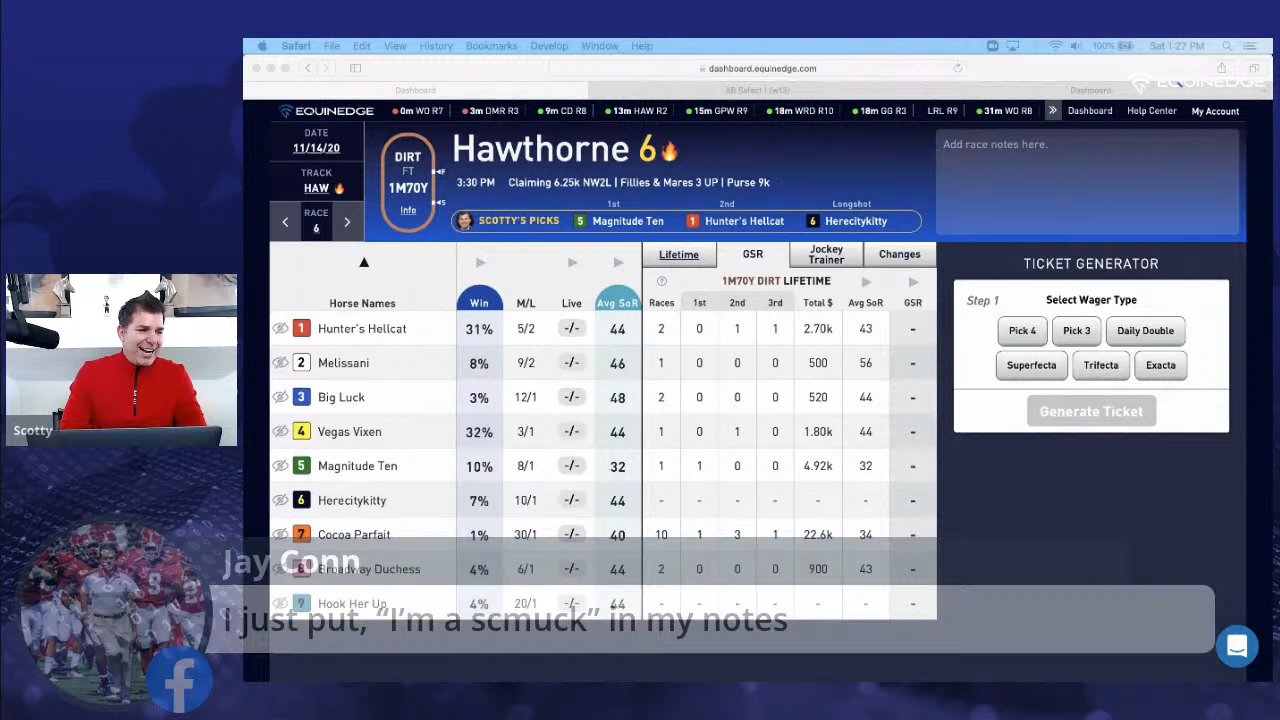 Safari File Edit View History Bookmarks Develop Window Help 100% Sat 1:27 PM
dashboard.equinedge.com
EQUINEDGE
Dashboard Dashboard
EQUINEDGE 0m WO R7 3m DMR R3 9m CD R8 13m HAW R2 15m GPW R9 18m WRD R10 18m GG R3 LRL R9 31m WO R8 » Dashboard Help Center My Account
DATE
11/14/20
TRACK
HAW
RACE
6
DIRT
FT
1M70Y
Info
F
S
Hawthorne 6
3:30 PM Claiming 6.25k NW2L | Fillies & Mares 3 UP | Purse 9k
1st 2nd Longshot
SCOTTY'S PICKS 5 Magnitude Ten 1 Hunter's Hellcat 6 Herecitykitty
Add race notes here.
Lifetime GSR Jockey Trainer Changes
1M70Y DIRT LIFETIME
Horse Names Win M/L Live Avg SoR Races 1st 2nd 3rd Total $ Avg SoR GSR
1 Hunter's Hellcat 31% 5/2 -/- 44 2 0 1 1 2.70k 43 -
2 Melissani 8% 9/2 -/- 46 1 0 0 0 500 56 -
3 Big Luck 3% 12/1 -/- 48 2 0 0 0 520 44 -
4 Vegas Vixen 32% 3/1 -/- 44 1 0 1 0 1.80k 44 -
5 Magnitude Ten 10% 8/1 -/- 32 1 1 0 0 4.92k 32 -
6 Herecitykitty 7% 10/1 -/- 44 - - - - - - -
7 Cocoa Parfait 1% 30/1 -/- 40 10 1 3 1 22.6k 34 -
8 Broadway Duchess 4% 6/1 -/- 44 2 0 0 0 900 43 -
9 Hook Her Up 4% 20/1 -/- 44
TICKET GENERATOR
Step 1 Select Wager Type
Pick 4 Pick 3 Daily Double
Superfecta Trifecta Exacta
Generate Ticket
Scotty
Jay Conn
I just put, “I’m a scmuck” in my notes